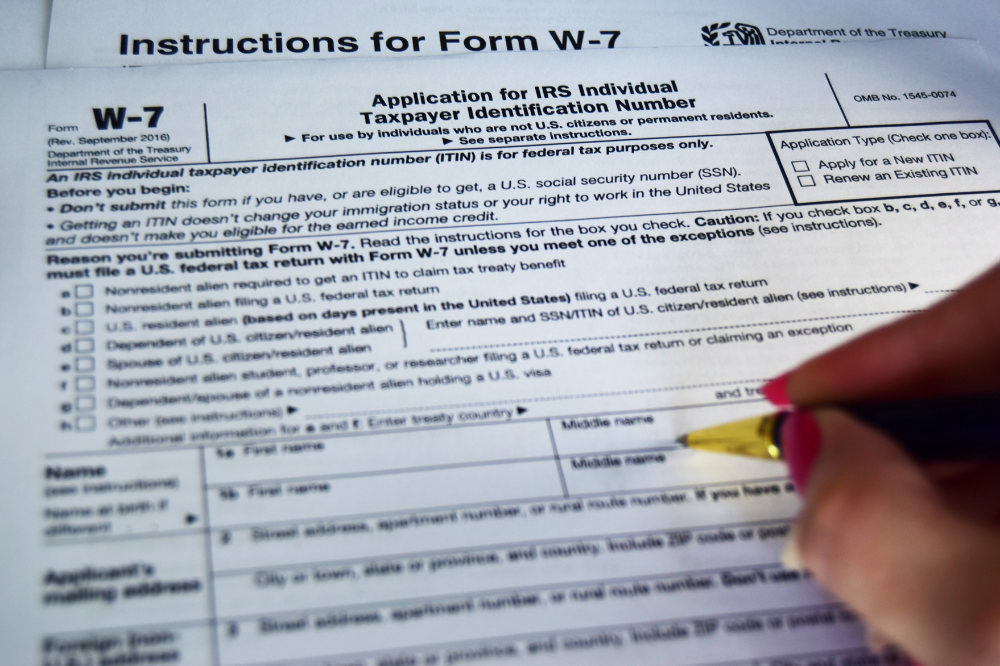 Instructions for Form W-7
Department of the Treasury
Form W-7
(Rev. September 2016)
Department of the Treasury
Internal Revenue Service
Application for IRS Individual
Taxpayer Identification Number
► For use by individuals who are not U.S. citizens or permanent residents.
► See separate instructions.
OMB No. 1545-0074
An IRS individual taxpayer identification number (ITIN) is for federal tax purposes only.
Before you begin:
• Don't submit this form if you have, or are eligible to get, a U.S. social security number (SSN).
• Getting an ITIN doesn't change your immigration status or your right to work in the United States
and doesn't make you eligible for the earned income credit.
Application Type (Check one box):
Apply for a New ITIN
Renew an Existing ITIN
Reason you're submitting Form W-7. Read the instructions for the box you check. Caution: If you check box b, c, d, e, f, or g,
must file a U.S. federal tax return with Form W-7 unless you meet one of the exceptions (see instructions).
a Nonresident alien required to get an ITIN to claim tax treaty benefit
b Nonresident alien filing a U.S. federal tax return
c U.S. resident alien (based on days present in the United States) filing a U.S. federal tax return
d Dependent of U.S. citizen/resident alien
Enter name and SSN/ITIN of U.S. citizen/resident alien (see instructions) ►
e Spouse of U.S. citizen/resident alien
f Nonresident alien student, professor, or researcher filing a U.S. federal tax return or claiming an exception
g Dependent/spouse of a nonresident alien holding a U.S. visa
h Other (see instructions) ►
Additional information for a and f: Enter treaty country ► and
Name
(see instructions)
1a First name
Middle name
Name at birth if
different ►
1b First name
Middle name
Applicant's
mailing address
2 Street address, apartment number, or rural route number. If you have a
City or town, state or province, and country. Include ZIP code or
Foreign (non-
U.S.) address
3 Street address, apartment number, or rural route number. Don't use
City or town, state or province, and country. Include ZIP code or postal